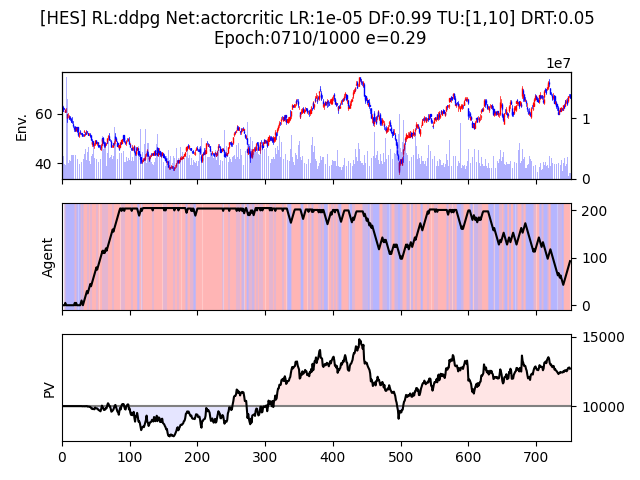 [HES] RL:ddpg Net:actorcritic LR:1e-05 DF:0.99 TU:[1,10] DRT:0.05
Epoch:0710/1000 e=0.29
1e7
Env.
60
40
1
0
Agent
200
100
0
PV
15000
10000
0 100 200 300 400 500 600 700